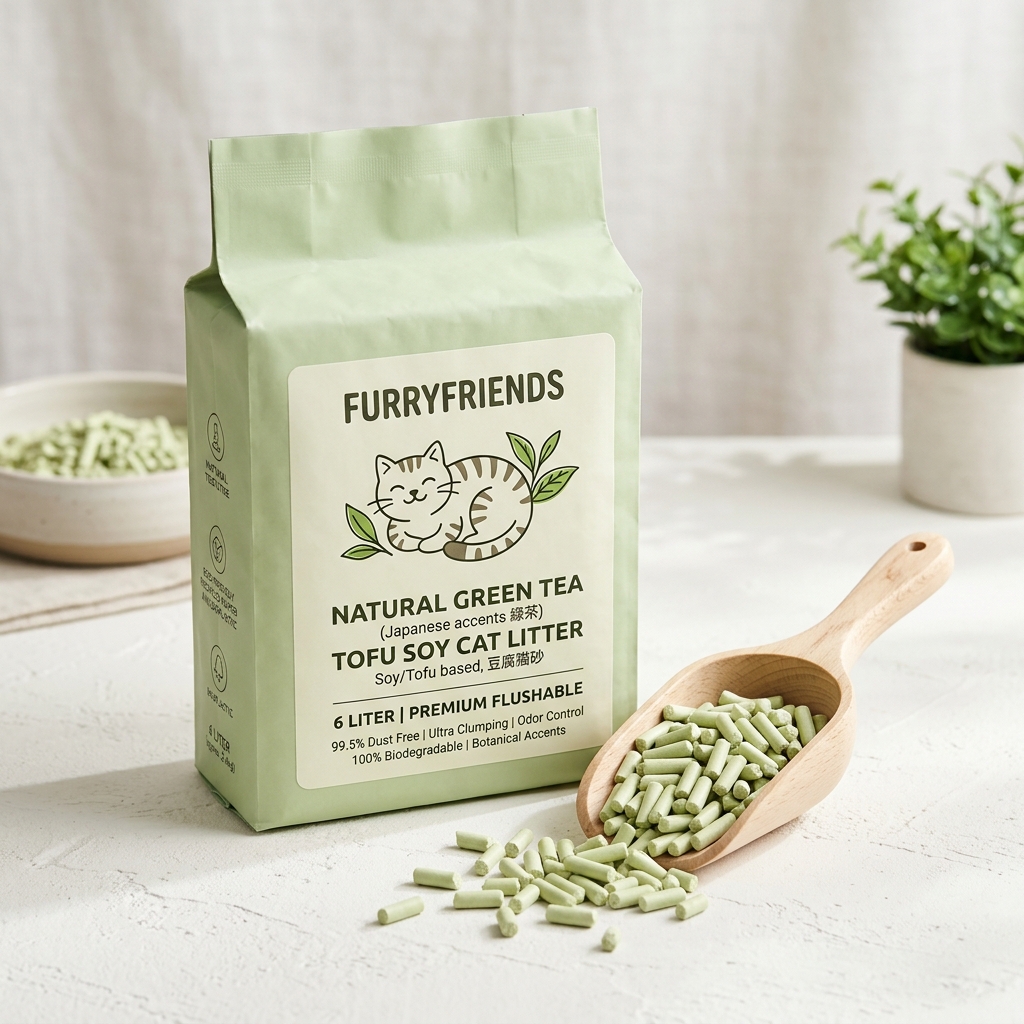 FURRYFRIENDS
NATURAL GREEN TEA
(Japanese accents 綠茶)
TOFU SOY CAT LITTER
Soy/Tofu based, 豆腐猫砂
6 LITER | PREMIUM FLUSHABLE
99.5% Dust Free | Ultra Clumping | Odor Control
100% Biodegradable | Botanical Accents
6 LITER